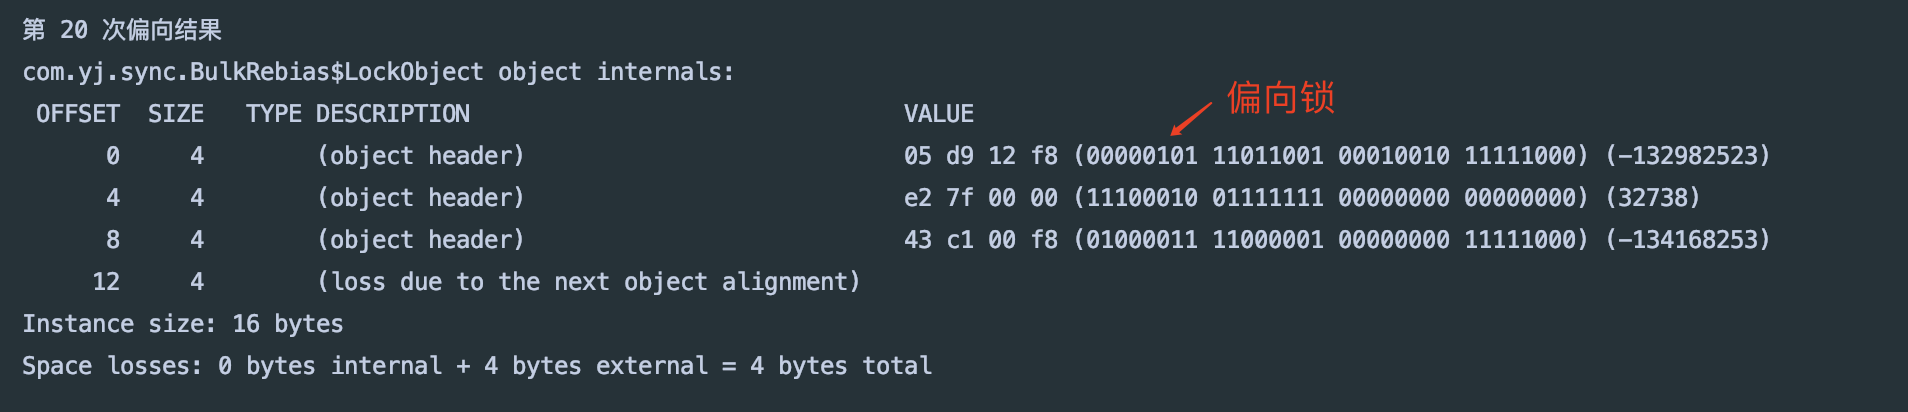 第 20 次偏向结果
com.yj.sync.BulkRebias$LockObject object internals:
偏向锁
OFFSET SIZE TYPE DESCRIPTION VALUE
0 4 (object header) 05 d9 12 f8 (00000101 11011001 00010010 11111000) (-132982523)
4 4 (object header) e2 7f 00 00 (11100010 01111111 00000000 00000000) (32738)
8 4 (object header) 43 c1 00 f8 (01000011 11000001 00000000 11111000) (-134168253)
12 4 (loss due to the next object alignment)
Instance size: 16 bytes
Space losses: 0 bytes internal + 4 bytes external = 4 bytes total